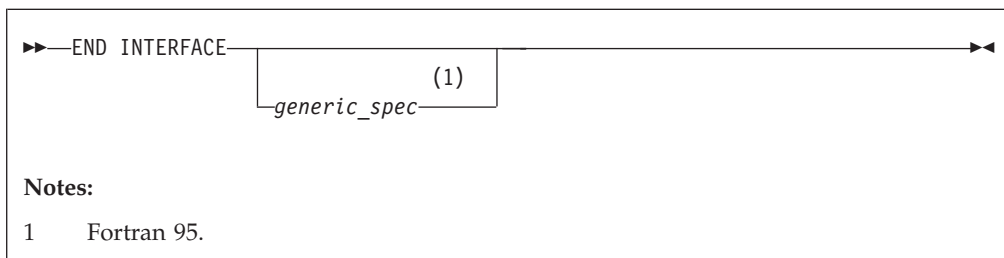 END INTERFACE
(1)
generic_spec
Notes:
1 Fortran 95.